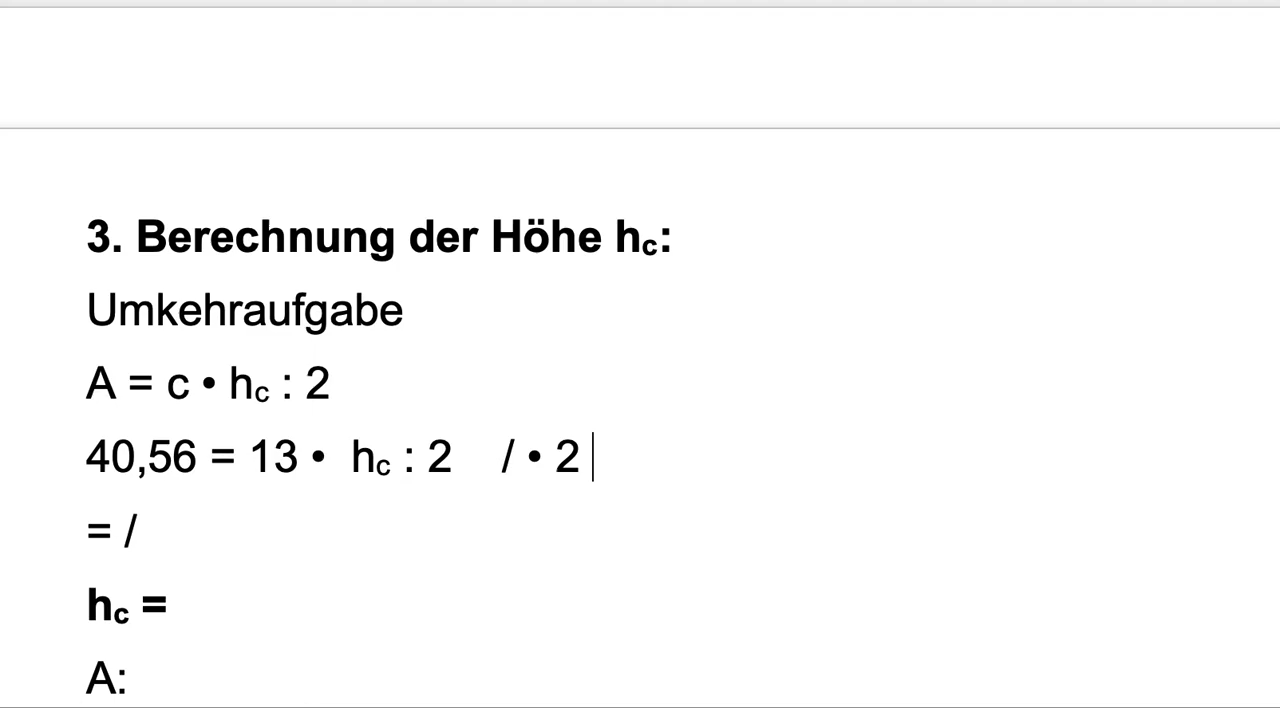 3. Berechnung der Höhe hc:
Umkehraufgabe
A = c • hc : 2
40,56 = 13 • hc : 2 / • 2
= /
hc =
A: